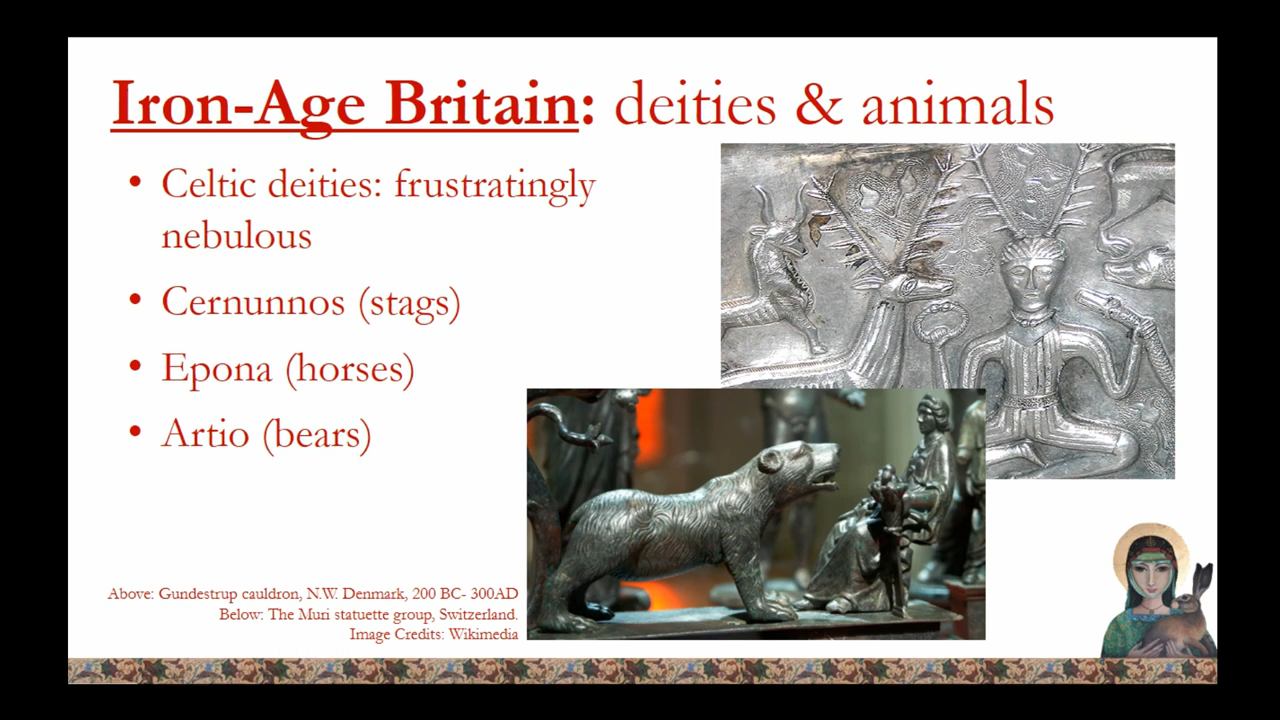 Iron-Age Britain: deities & animals
• Celtic deities: frustratingly
nebulous
• Cernunnos (stags)
• Epona (horses)
• Artio (bears)
Above: Gundestrup cauldron, N.W. Denmark, 200 BC- 300AD
Below: The Muri statuette group, Switzerland.
Image Credits: Wikimedia